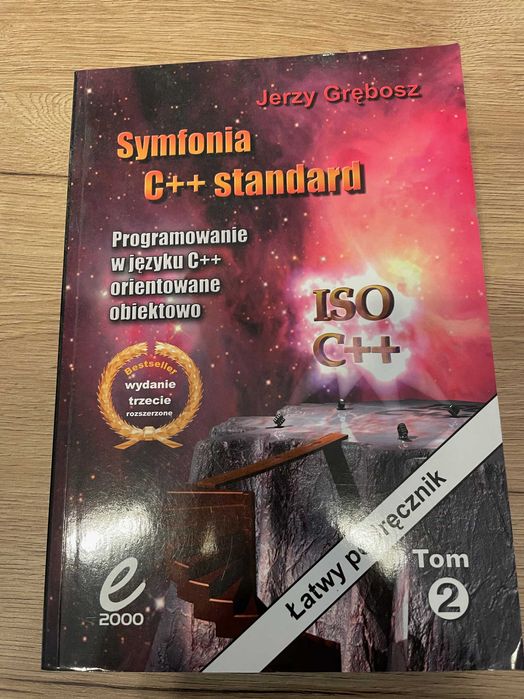 Jerzy Grębosz
Symfonia
C++ standard
Programowanie
w języku C++
orientowane
obiektowo
ISO
C++
Bestseller
wydanie
trzecie
rozszerzone
Łatwy podręcznik
Tom
2
e
2000